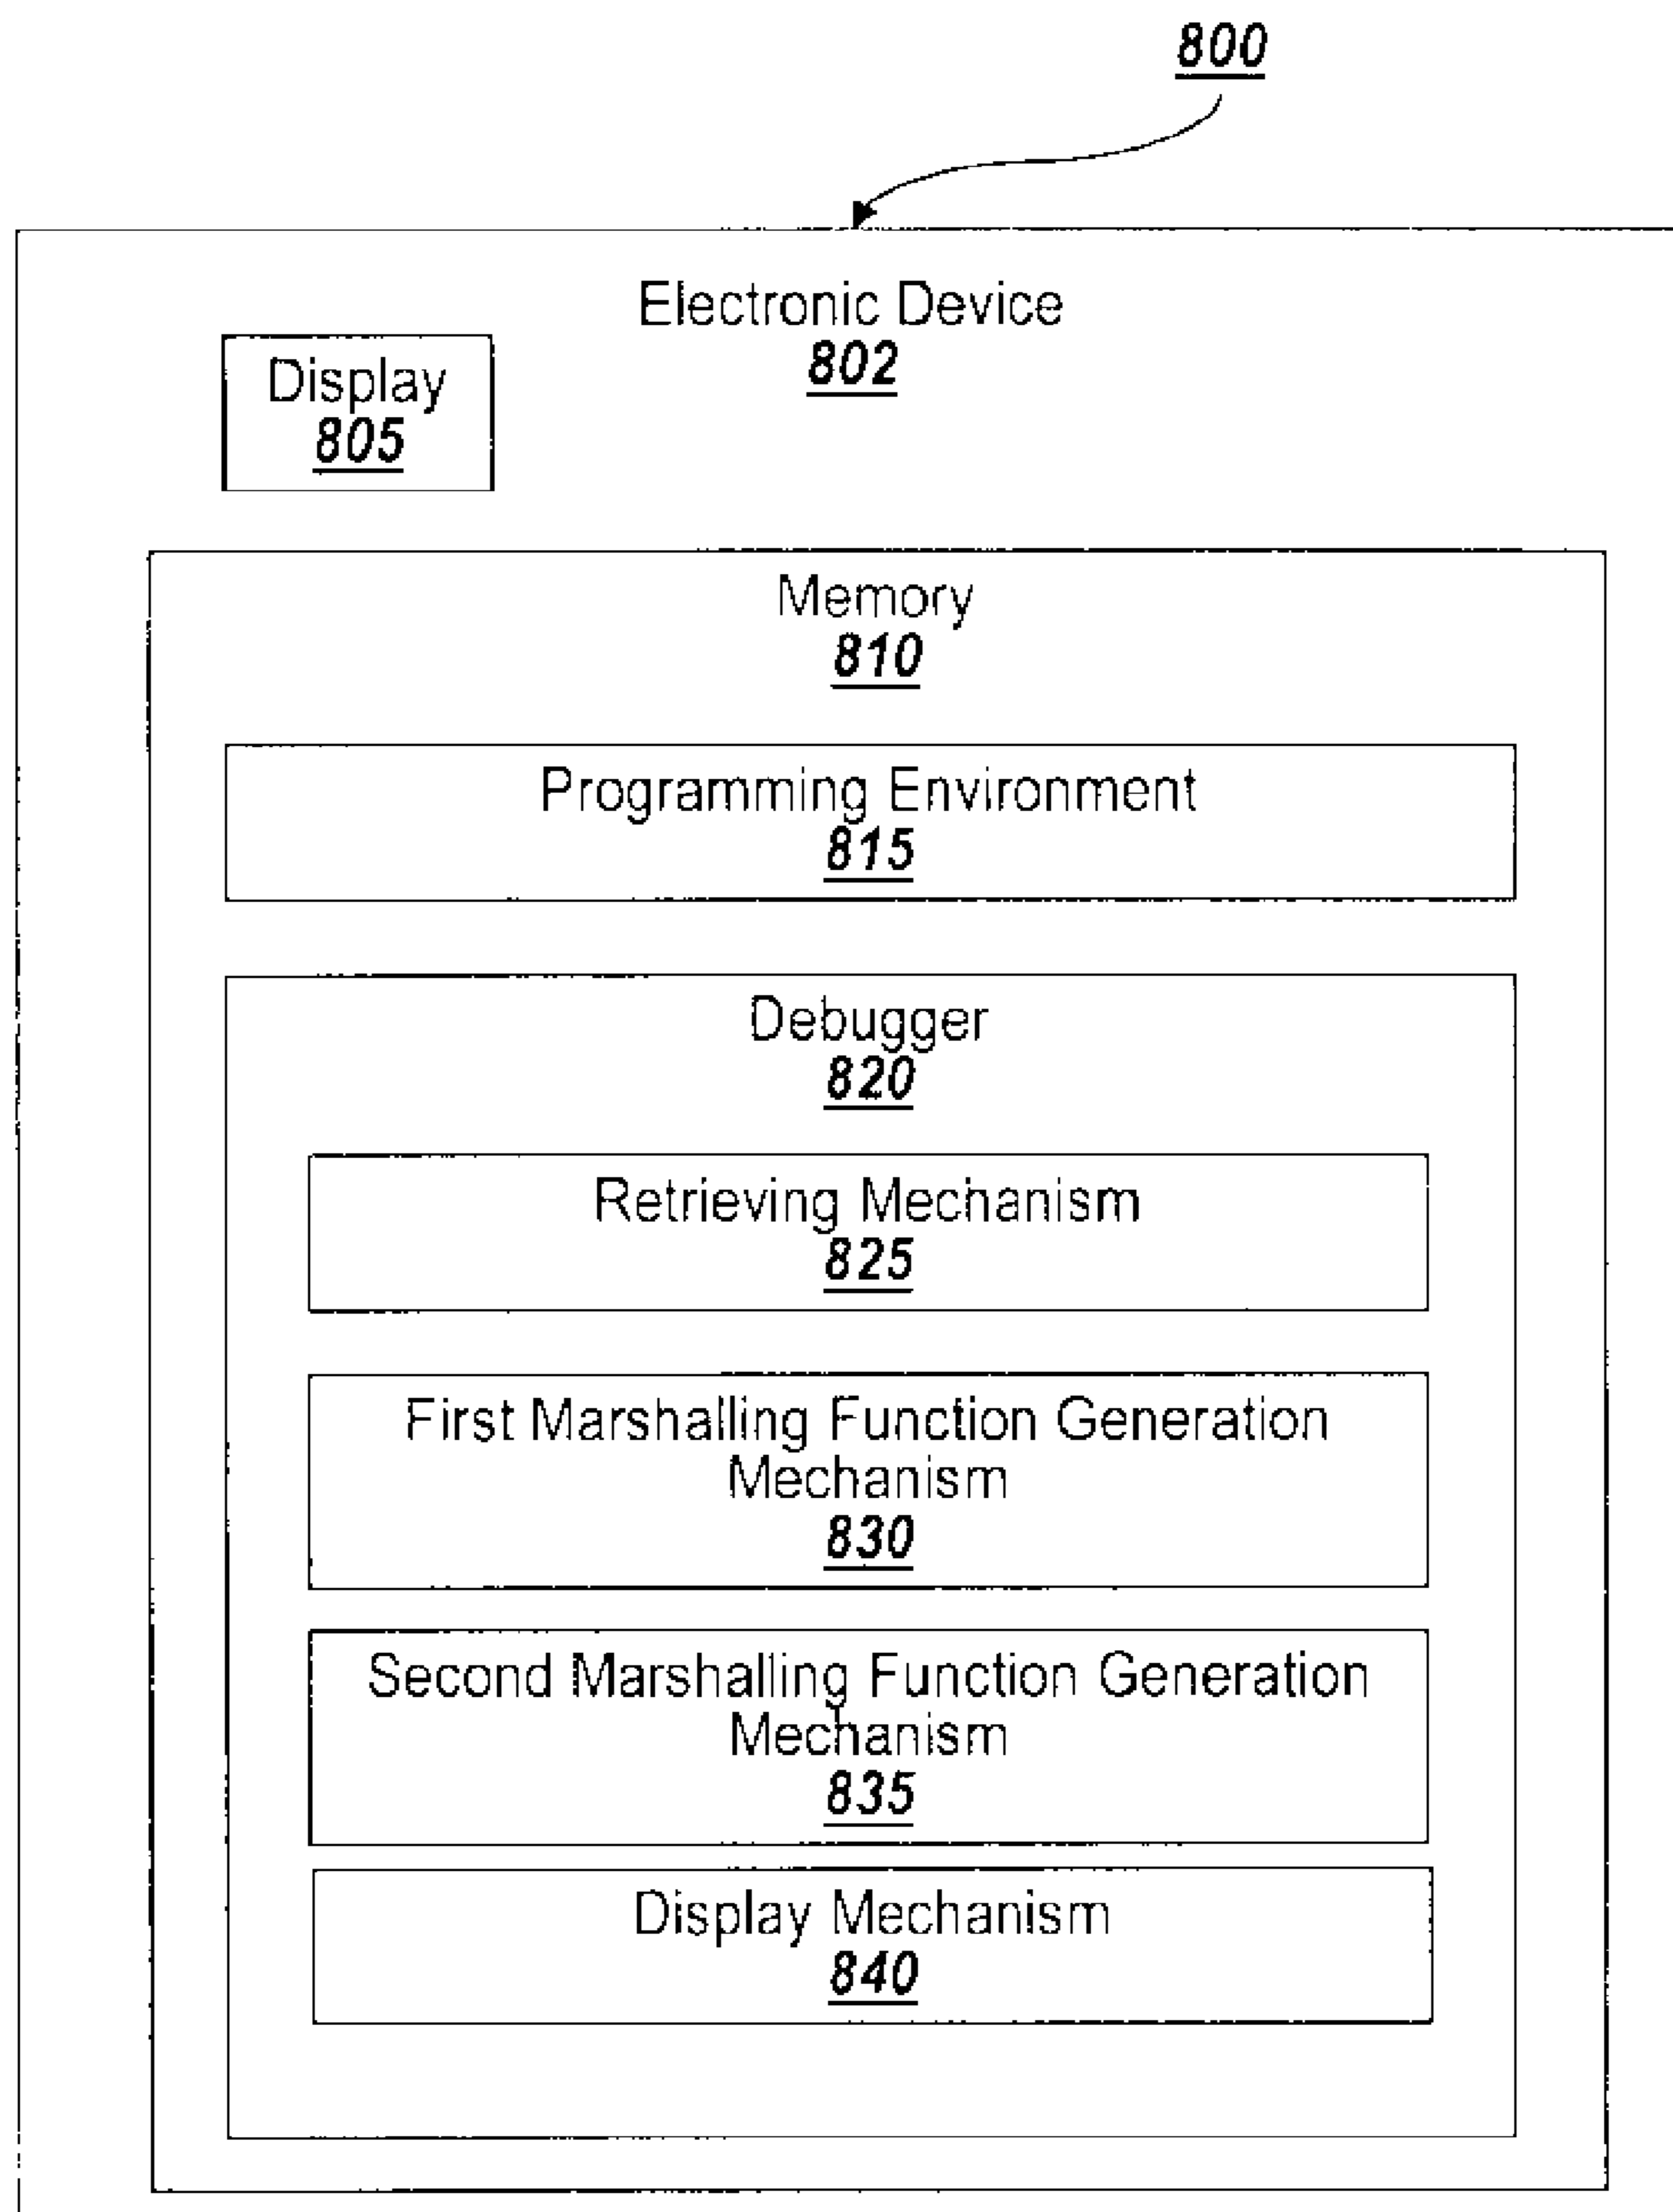 800
Electronic Device
802
Display
805
Memory
810
Programming Environment
815
Debugger
820
Retrieving Mechanism
825
First Marshalling Function Generation
Mechanism
830
Second Marshalling Function Generation
Mechanism
835
Display Mechanism
840